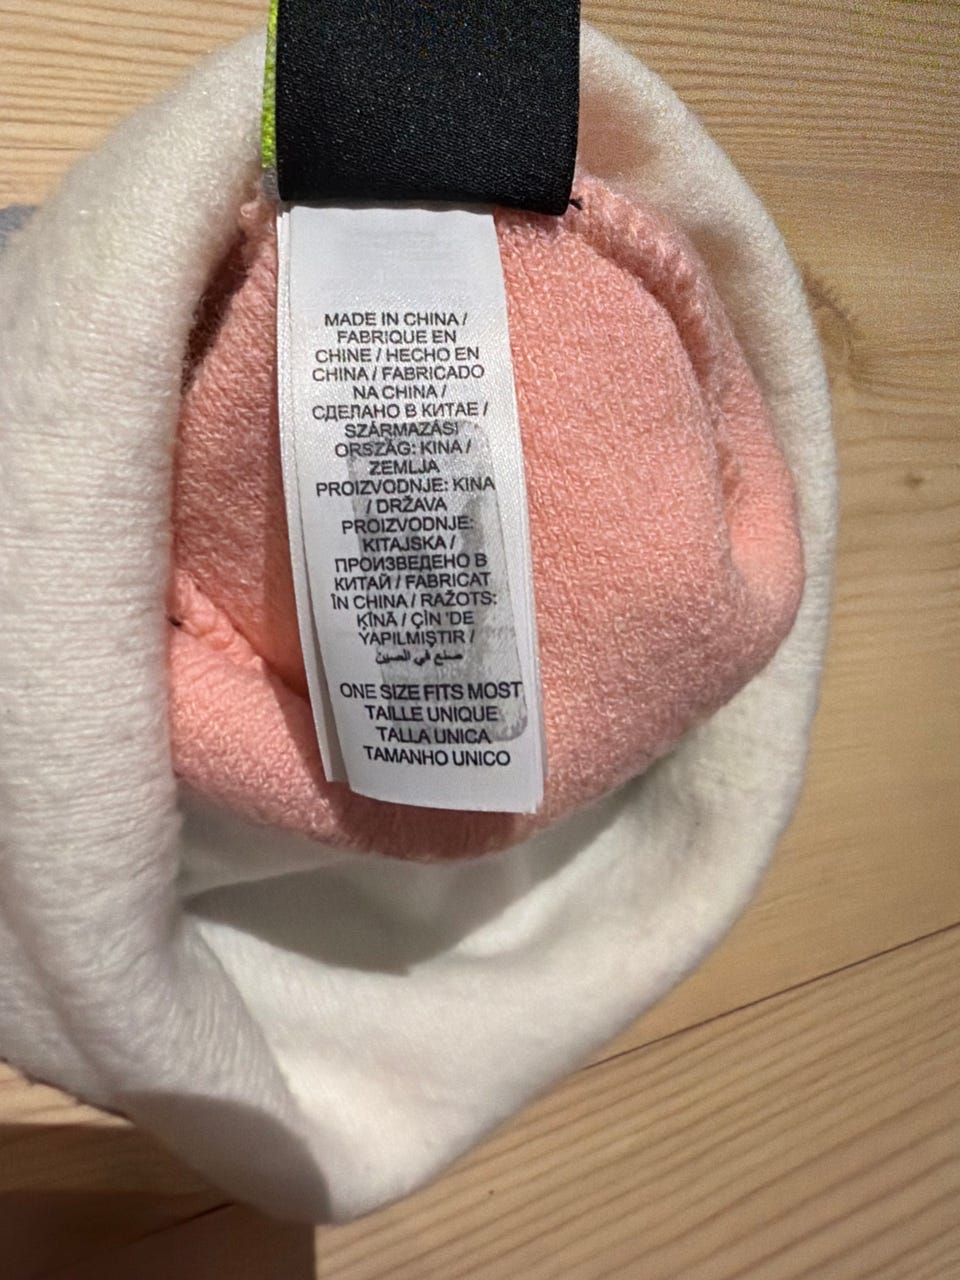 MADE IN CHINA /
FABRIQUE EN
CHINE / HECHO EN
CHINA / FABRICADO
NA CHINA /
СДЕЛАНО В КИТАЕ /
SZÁRMAZÁSI
ORSZÁG: KINA /
ZEMLJA
PROIZVODNJE: KINA
/ DRŽAVA
PROIZVODNJE:
KITAJSKA /
ПРОИЗВЕДЕНО В
КИТАЙ / FABRICAT
ÎN CHINA / RAŽOTS:
ĶĪNĀ / ÇİN 'DE
YAPILMIŞTIR /
صنع في الصين
ONE SIZE FITS MOST
TAILLE UNIQUE
TALLA UNICA
TAMANHO UNICO